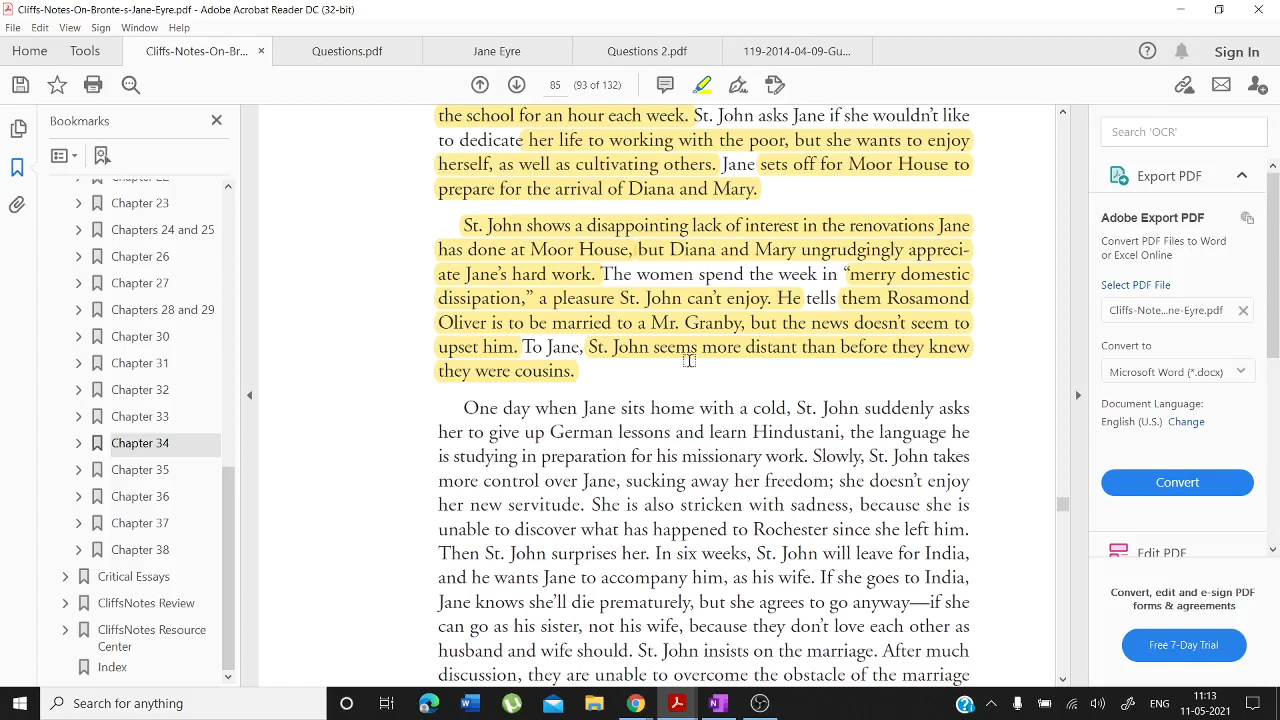 Cliffs-Notes-On-Bronte-s-Jane-Eyre.pdf - Adobe Acrobat Reader DC (32-bit)
File Edit View Sign Window Help
Home Tools Cliffs-Notes-On-Br... × Questions.pdf Jane Eyre Questions 2.pdf 119-2014-04-09-Gu... Sign In
85 (93 of 132)
Bookmarks
Chapter 22
Chapter 23
Chapters 24 and 25
Chapter 26
Chapter 27
Chapters 28 and 29
Chapter 30
Chapter 31
Chapter 32
Chapter 33
Chapter 34
Chapter 35
Chapter 36
Chapter 37
Chapter 38
Critical Essays
CliffsNotes Review
CliffsNotes Resource
Center
Index
the school for an hour each week. St. John asks Jane if she wouldn't like
to dedicate her life to working with the poor, but she wants to enjoy
herself, as well as cultivating others. Jane sets off for Moor House to
prepare for the arrival of Diana and Mary.
St. John shows a disappointing lack of interest in the renovations Jane
has done at Moor House, but Diana and Mary ungrudgingly appreci-
ate Jane's hard work. The women spend the week in “merry domestic
dissipation,” a pleasure St. John can't enjoy. He tells them Rosamond
Oliver is to be married to a Mr. Granby, but the news doesn't seem to
upset him. To Jane, St. John seems more distant than before they knew
they were cousins.
One day when Jane sits home with a cold, St. John suddenly asks
her to give up German lessons and learn Hindustani, the language he
is studying in preparation for his missionary work. Slowly, St. John takes
more control over Jane, sucking away her freedom; she doesn't enjoy
her new servitude. She is also stricken with sadness, because she is
unable to discover what has happened to Rochester since she left him.
Then St. John surprises her. In six weeks, St. John will leave for India,
and he wants Jane to accompany him, as his wife. If she goes to India,
Jane knows she'll die prematurely, but she agrees to go anyway—if she
can go as his sister, not his wife, because they don't love each other as
husband and wife should. St. John insists on the marriage. After much
discussion, they are unable to overcome the obstacle of the marriage
Search 'OCR'
Export PDF
Adobe Export PDF
Convert PDF Files to Word
or Excel Online
Select PDF File
Cliffs-Note...ne-Eyre.pdf
Convert to
Microsoft Word (*.docx)
Document Language:
English (U.S.) Change
Convert
Edit PDF
Convert, edit and e-sign PDF
forms & agreements
Free 7-Day Trial
Search for anything
ENG
11:13
11-05-2021